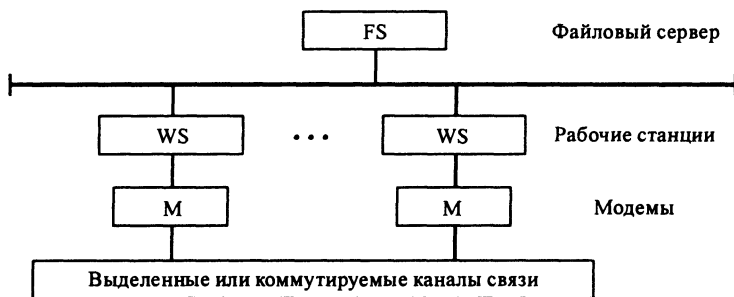 FS Файловый сервер
WS ... WS Рабочие станции
M M Модемы
Выделенные или коммутируемые каналы связи